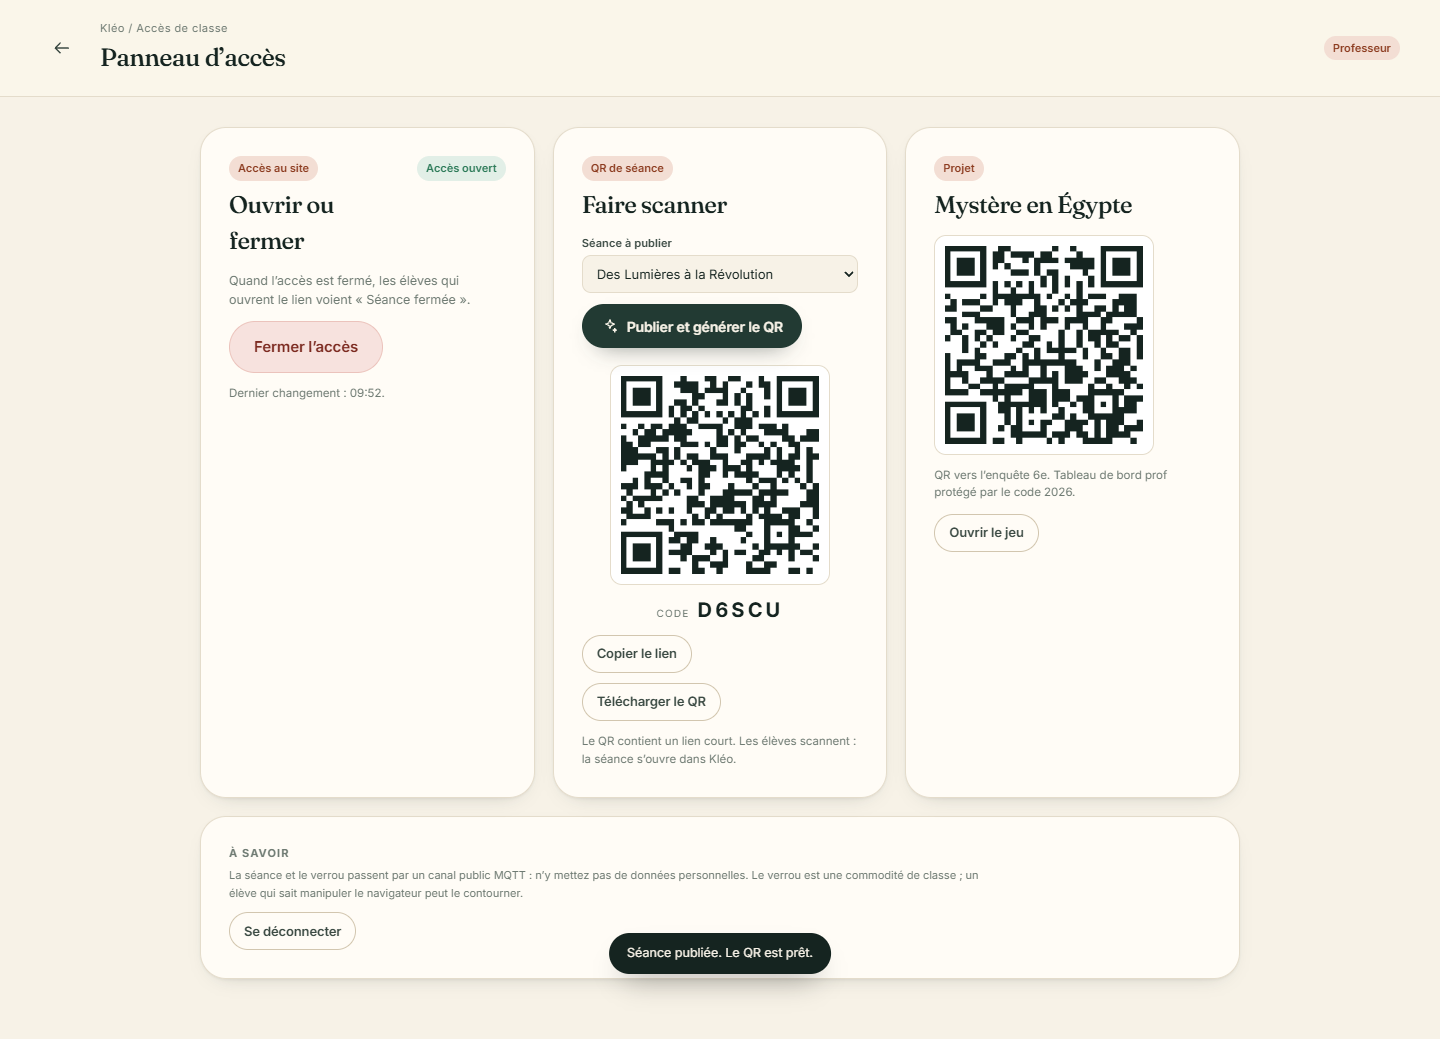 Kléo / Accès de classe
Panneau d’accès
Professeur
Accès au site
Accès ouvert
Ouvrir ou
fermer
Quand l’accès est fermé, les élèves qui
ouvrent le lien voient « Séance fermée ».
Fermer l’accès
Dernier changement : 09:52.
QR de séance
Faire scanner
Séance à publier
Des Lumières à la Révolution
Publier et générer le QR
CODE D6SCU
Copier le lien
Télécharger le QR
Le QR contient un lien court. Les élèves scannent :
la séance s’ouvre dans Kléo.
Projet
Mystère en Égypte
QR vers l’enquête 6e. Tableau de bord prof
protégé par le code 2026.
Ouvrir le jeu
À SAVOIR
La séance et le verrou passent par un canal public MQTT : n’y mettez pas de données personnelles. Le verrou est une commodité de classe ; un
élève qui sait manipuler le navigateur peut le contourner.
Se déconnecter
Séance publiée. Le QR est prêt.